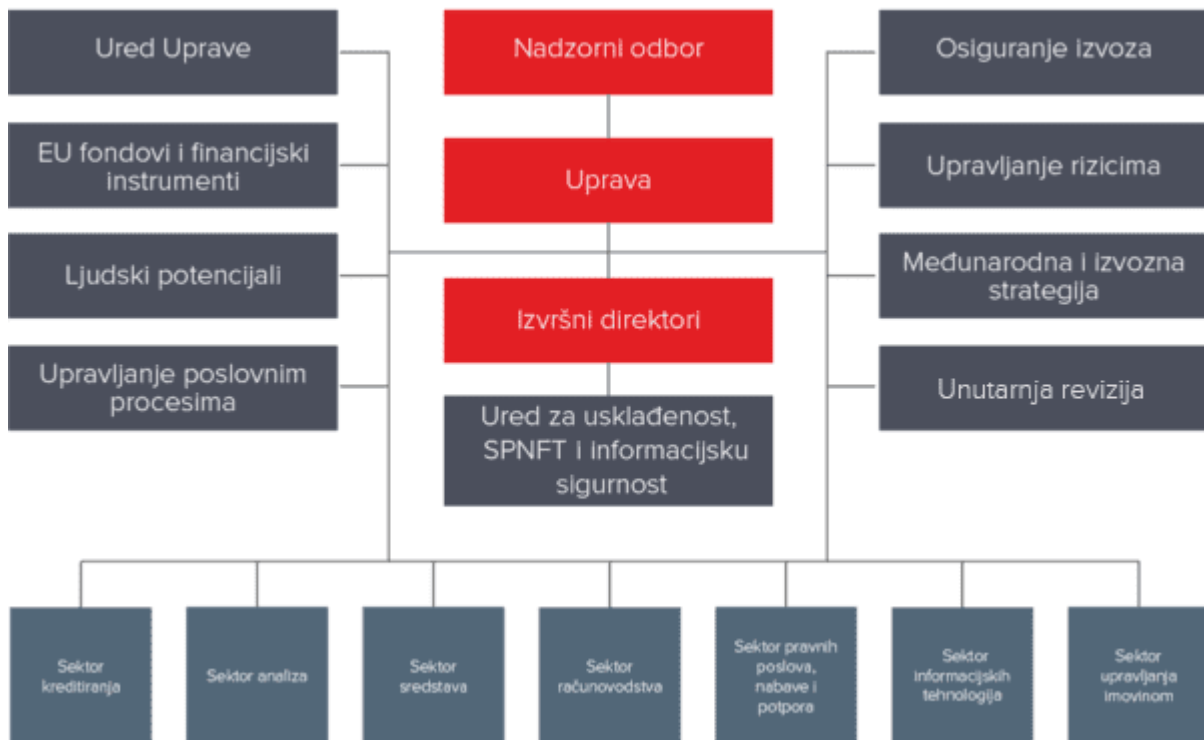 Ured Uprave
Nadzorni odbor
Osiguranje izvoza
EU fondovi i financijski
instrumenti
Uprava
Upravljanje rizicima
Ljudski potencijali
Izvršni direktori
Međunarodna i izvozna
strategija
Upravljanje poslovnim
procesima
Ured za usklađenost,
SPNFT i informacijsku
sigurnost
Unutarnja revizija
Sektor
kreditiranja
Sektor analiza
Sektor
sredstava
Sektor
računovodstva
Sektor pravnih
poslova,
nabave i
potpora
Sektor
informacijskih
tehnologija
Sektor
upravljanja
imovinom